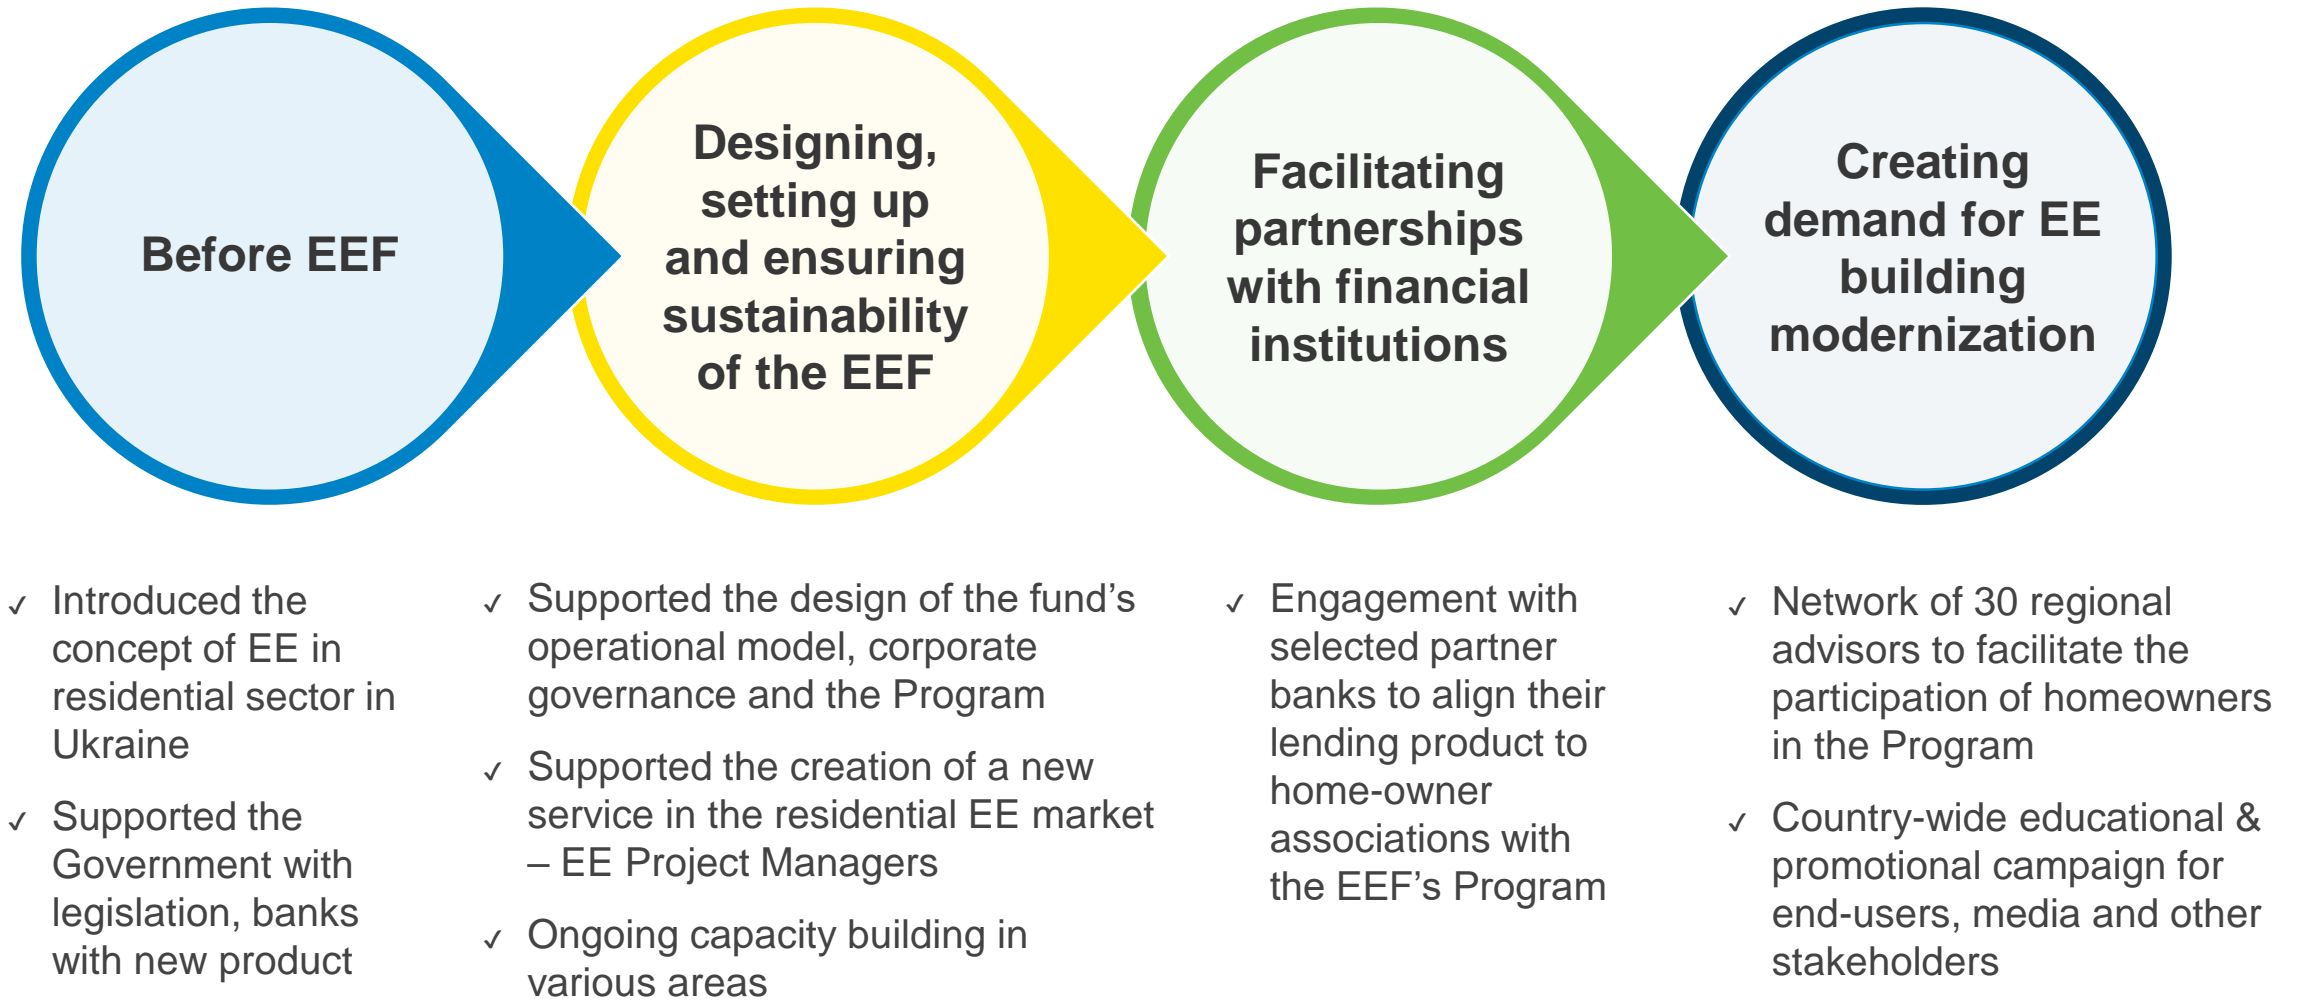 Before EEF
Designing,
setting up
and ensuring
sustainability
of the EEF
Facilitating
partnerships
with financial
institutions
Creating
demand for EE
building
modernization
✓ Introduced the
concept of EE in
residential sector in
Ukraine
✓ Supported the
Government with
legislation, banks
with new product
✓ Supported the design of the fund’s
operational model, corporate
governance and the Program
✓ Supported the creation of a new
service in the residential EE market
– EE Project Managers
✓ Ongoing capacity building in
various areas
✓ Engagement with
selected partner
banks to align their
lending product to
home-owner
associations with
the EEF’s Program
✓ Network of 30 regional
advisors to facilitate the
participation of homeowners
in the Program
✓ Country-wide educational &
promotional campaign for
end-users, media and other
stakeholders